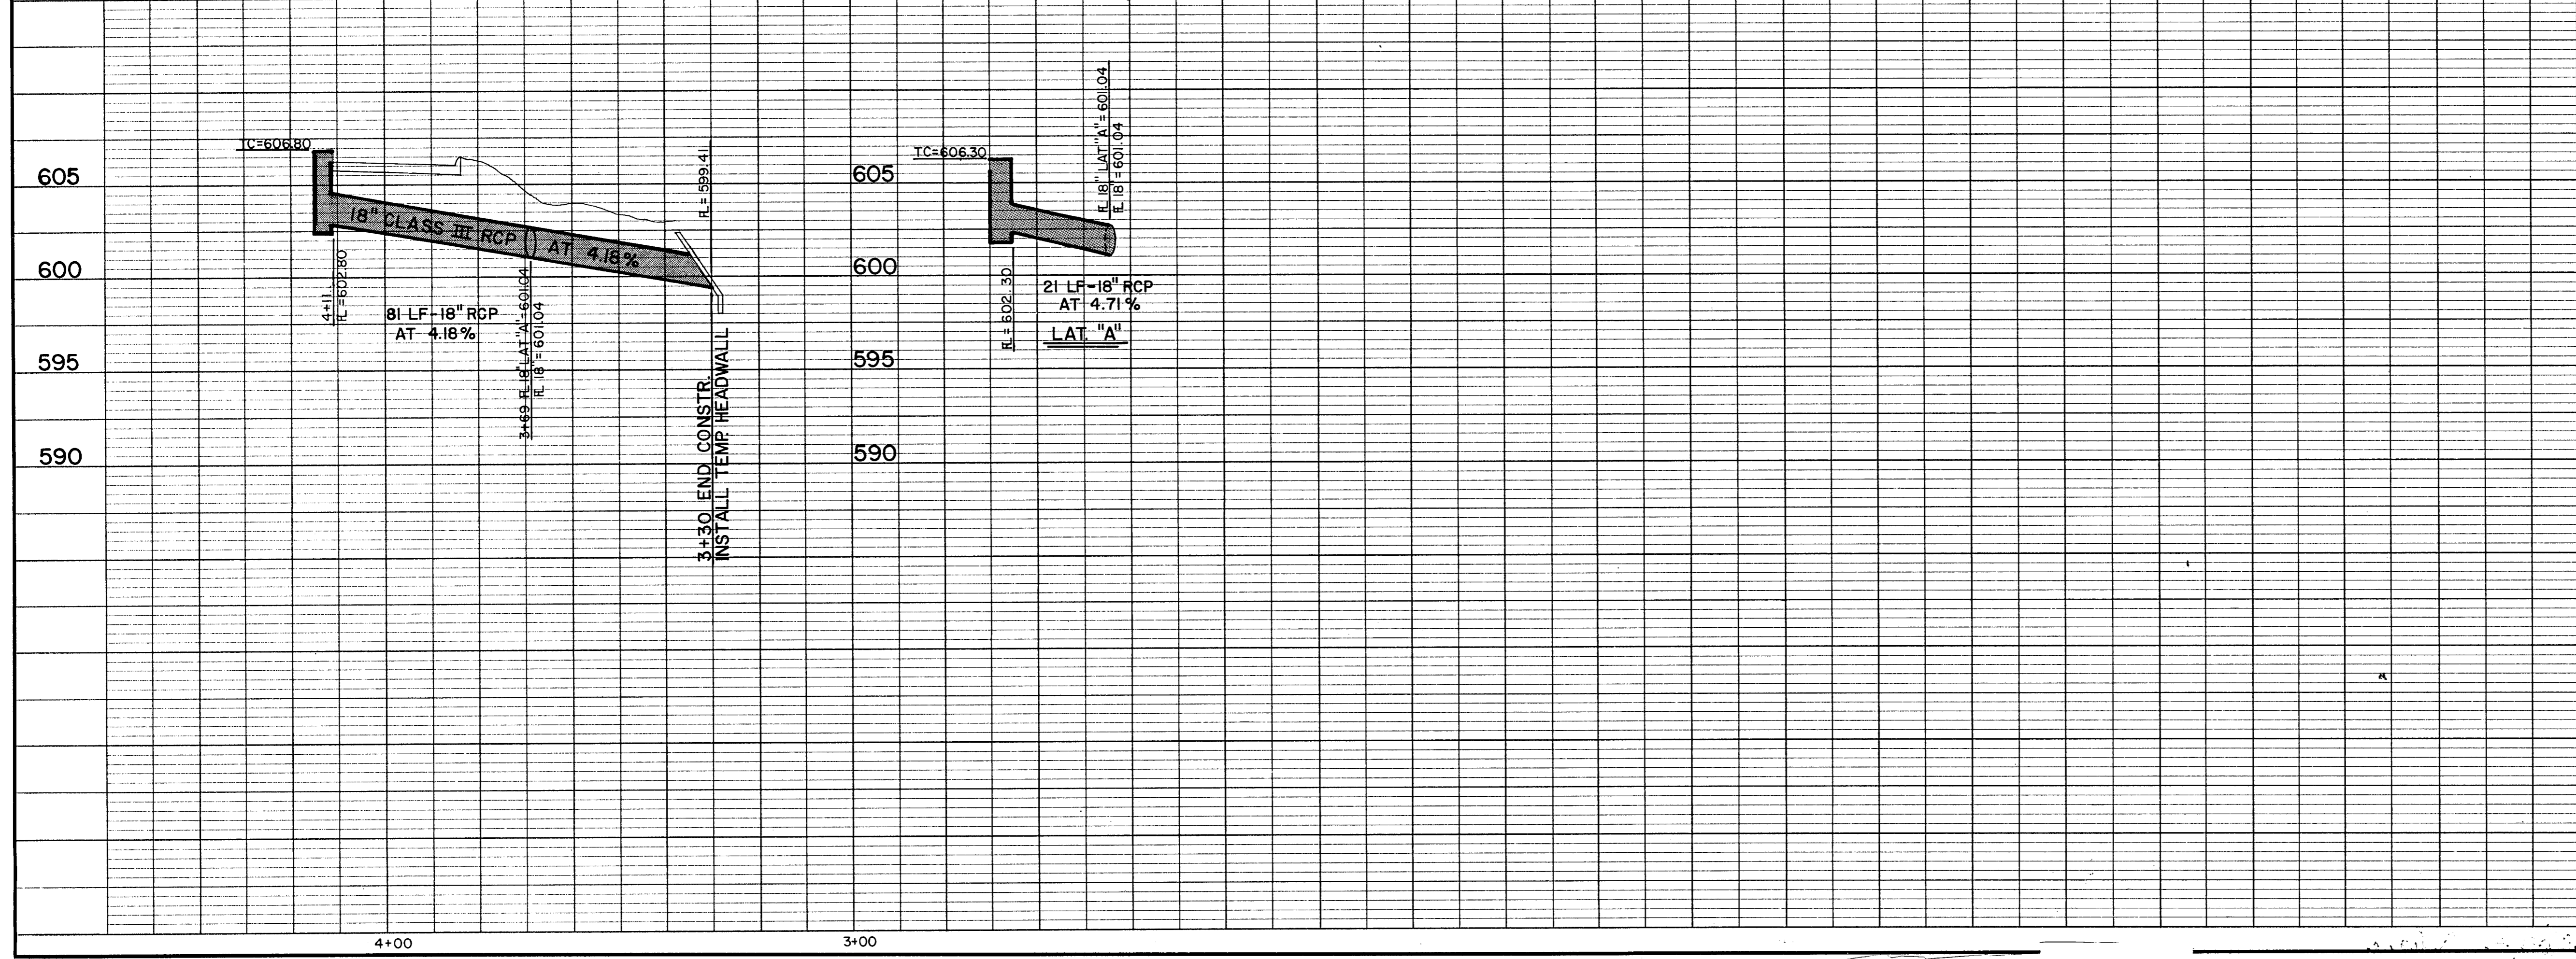 TC=606.80
18" CLASS III RCP AT 4.18%
4+11
FL=602.80
81 LF-18" RCP
AT 4.18%
3+69 FL 18" LAT "A"=601.04
FL 18"=601.04
FL=599.41
3+30 END CONSTR.
INSTALL TEMP. HEADWALL
605
600
595
590
605
600
595
590
TC=606.30
FL=602.30
FL 18" LAT "A"=601.04
FL 18"=601.04
21 LF-18" RCP
AT 4.71%
LAT. "A"
4+00
3+00